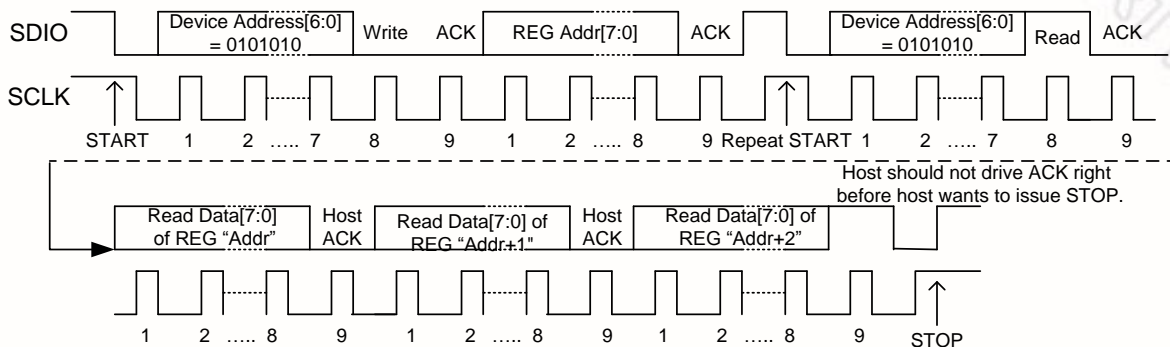 SDIO
Device Address[6:0]
= 0101010
Write
ACK
REG Addr[7:0]
ACK
Device Address[6:0]
= 0101010
Read
ACK
SCLK
START 1 2 ….. 7 8 9 1 2 ….. 8 9 Repeat START 1 2 ….. 7 8 9
Host should not drive ACK right
before host wants to issue STOP.
Read Data[7:0]
of REG “Addr”
Host
ACK
Read Data[7:0] of
REG “Addr+1"
Host
ACK
Read Data[7:0] of
REG “Addr+2”
1 2 ….. 8 9 1 2 ….. 8 9 1 2 ….. 8 9 STOP